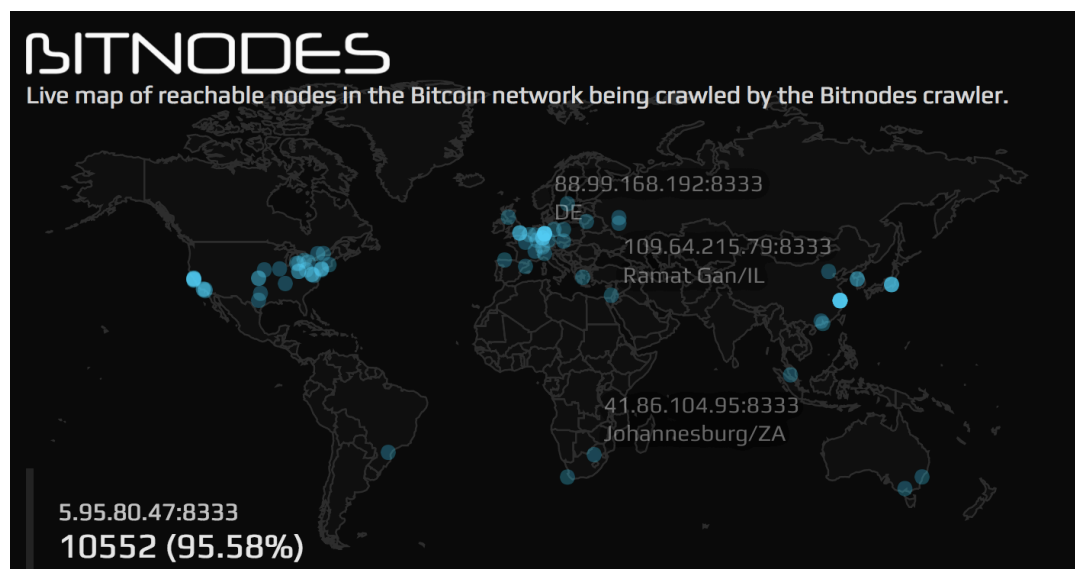 BITNODES
Live map of reachable nodes in the Bitcoin network being crawled by the Bitnodes crawler.
88.99.168.192:8333
DE
109.64.215.79:8333
Ramat Gan/IL
41.86.104.95:8333
Johannesburg/ZA
5.95.80.47:8333
10552 (95.58%)